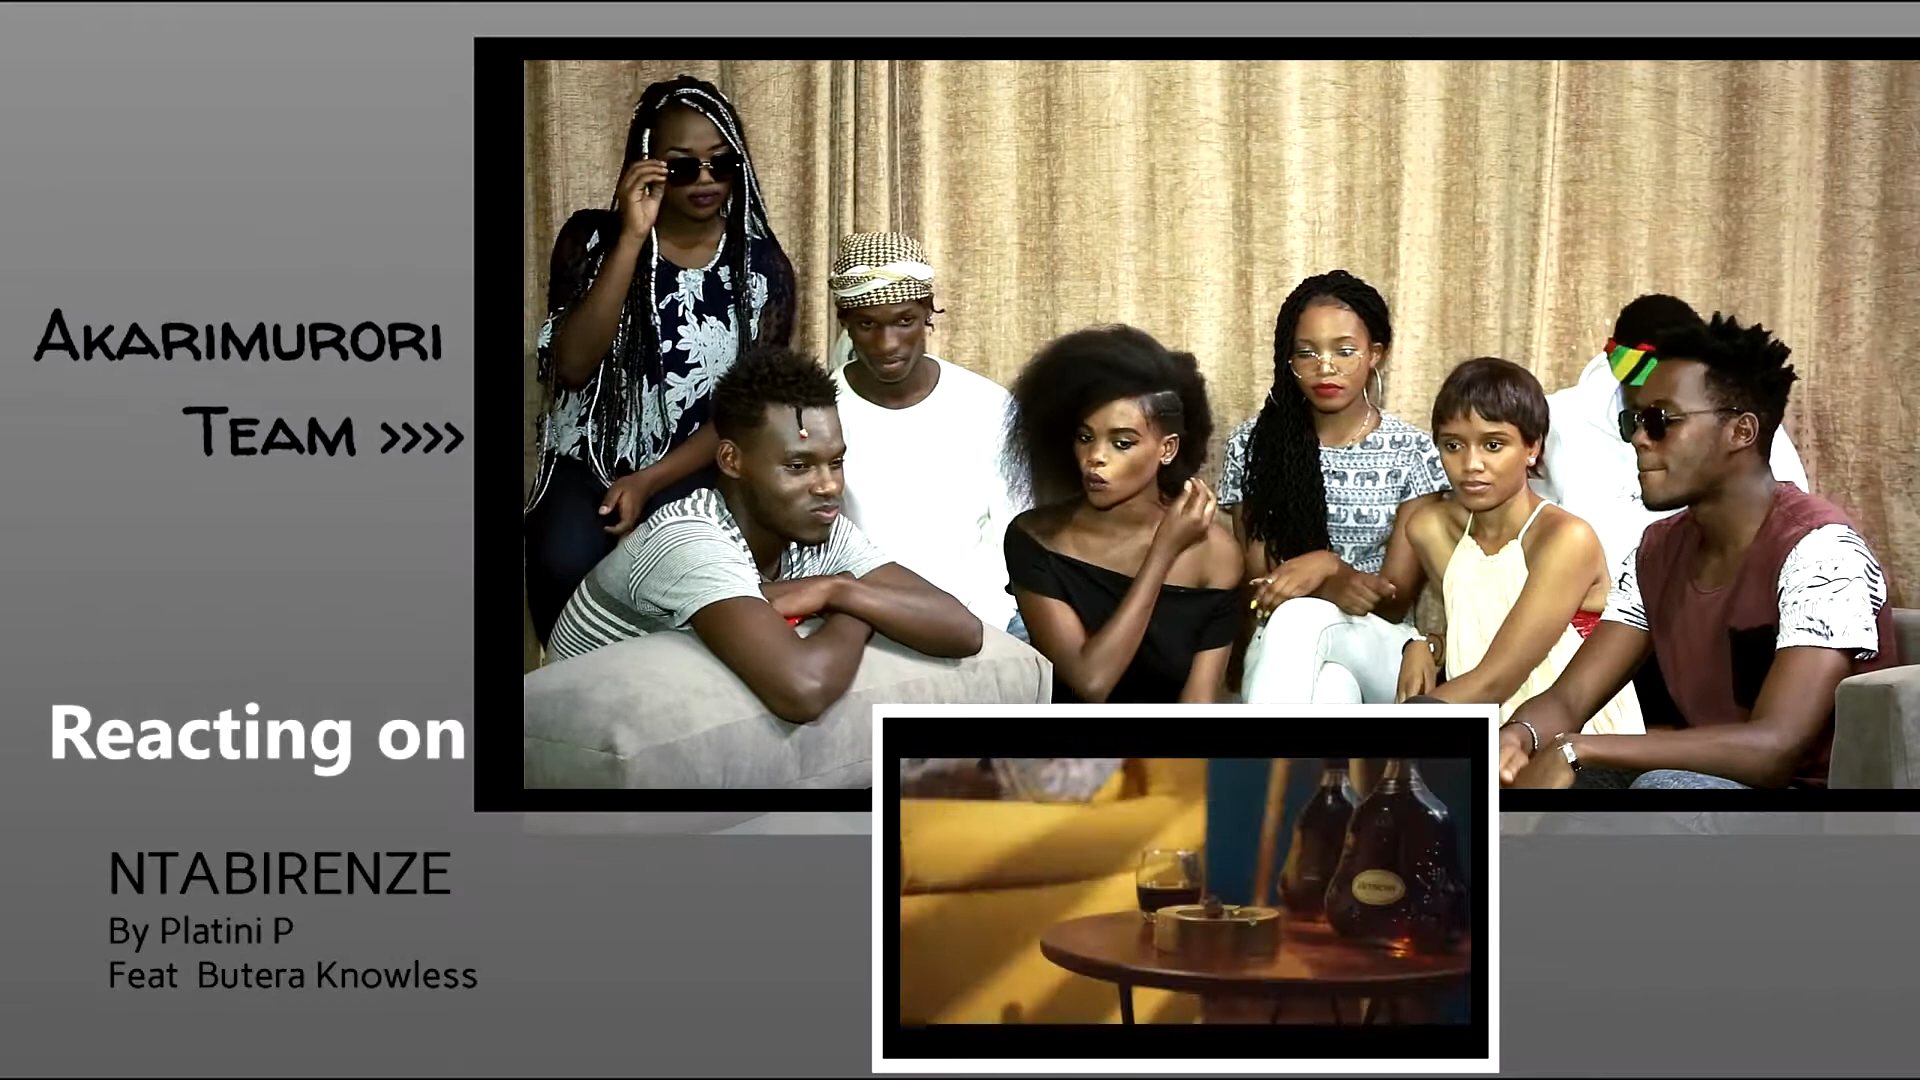 AKARIMURORI
TEAM >>>>
Reacting on
NTABIRENZE
By Platini P
Feat Butera Knowless